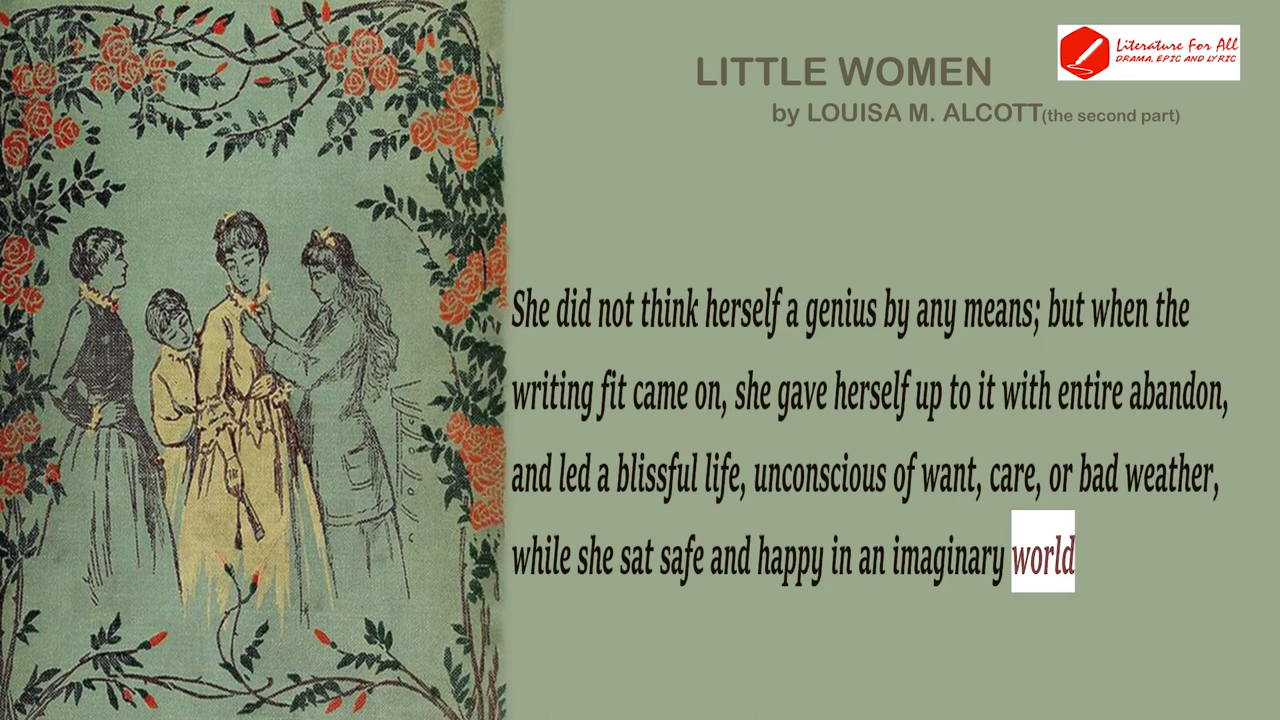 LITTLE WOMEN
Literature For All
DRAMA, EPIC AND LYRIC
by LOUISA M. ALCOTT(the second part)
She did not think herself a genius by any means; but when the
writing fit came on, she gave herself up to it with entire abandon,
and led a blissful life, unconscious of want, care, or bad weather,
while she sat safe and happy in an imaginary world